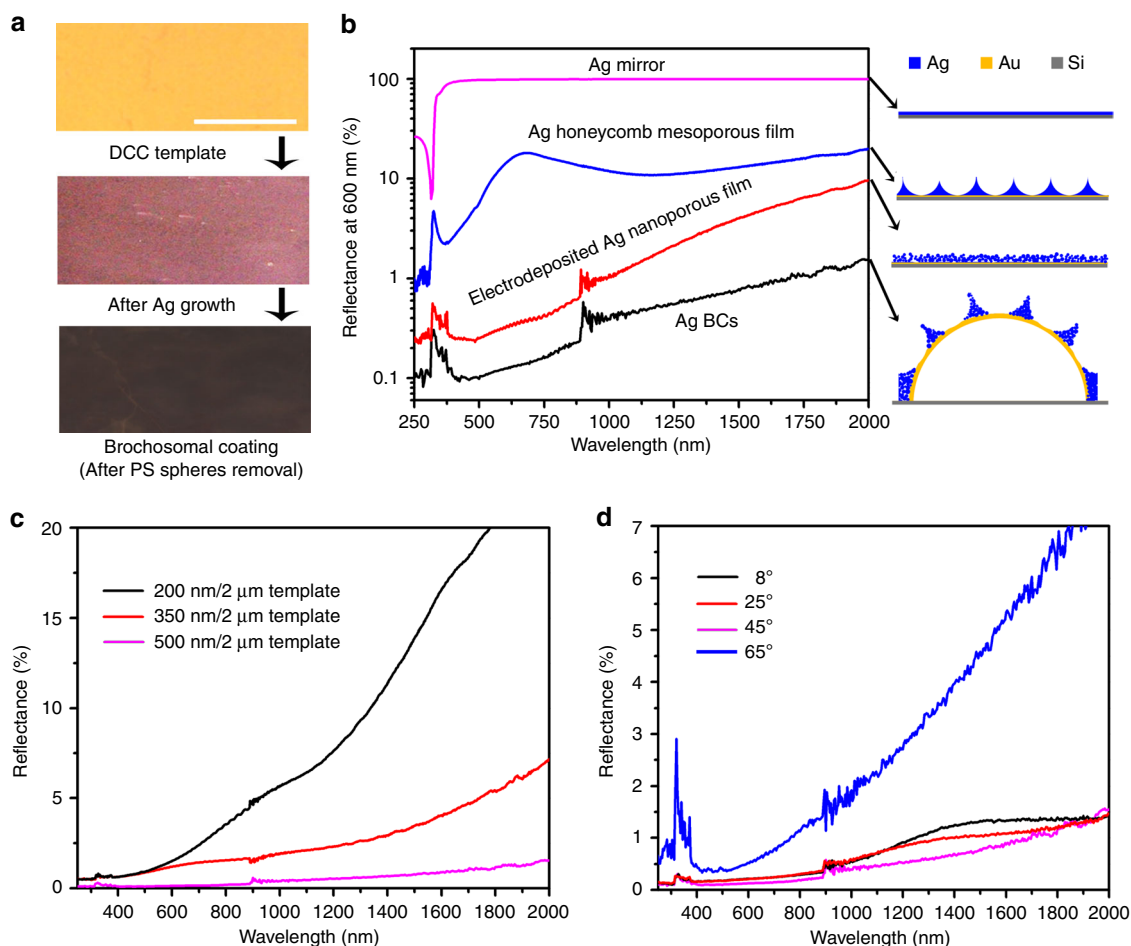 a
DCC template
After Ag growth
Brochosomal coating
(After PS spheres removal)
b
Reflectance at 600 nm (%)
100
10
1
0.1
Ag mirror
Ag honeycomb mesoporous film
Electrodeposited Ag nanoporous film
Ag BCs
250 500 750 1000 1250 1500 1750 2000
Wavelength (nm)
Ag Au Si
c
Reflectance (%)
20
15
10
5
0
200 nm/2 μm template
350 nm/2 μm template
500 nm/2 μm template
400 600 800 1000 1200 1400 1600 1800 2000
Wavelength (nm)
d
Reflectance (%)
7
6
5
4
3
2
1
0
8°
25°
45°
65°
400 600 800 1000 1200 1400 1600 1800 2000
Wavelength (nm)